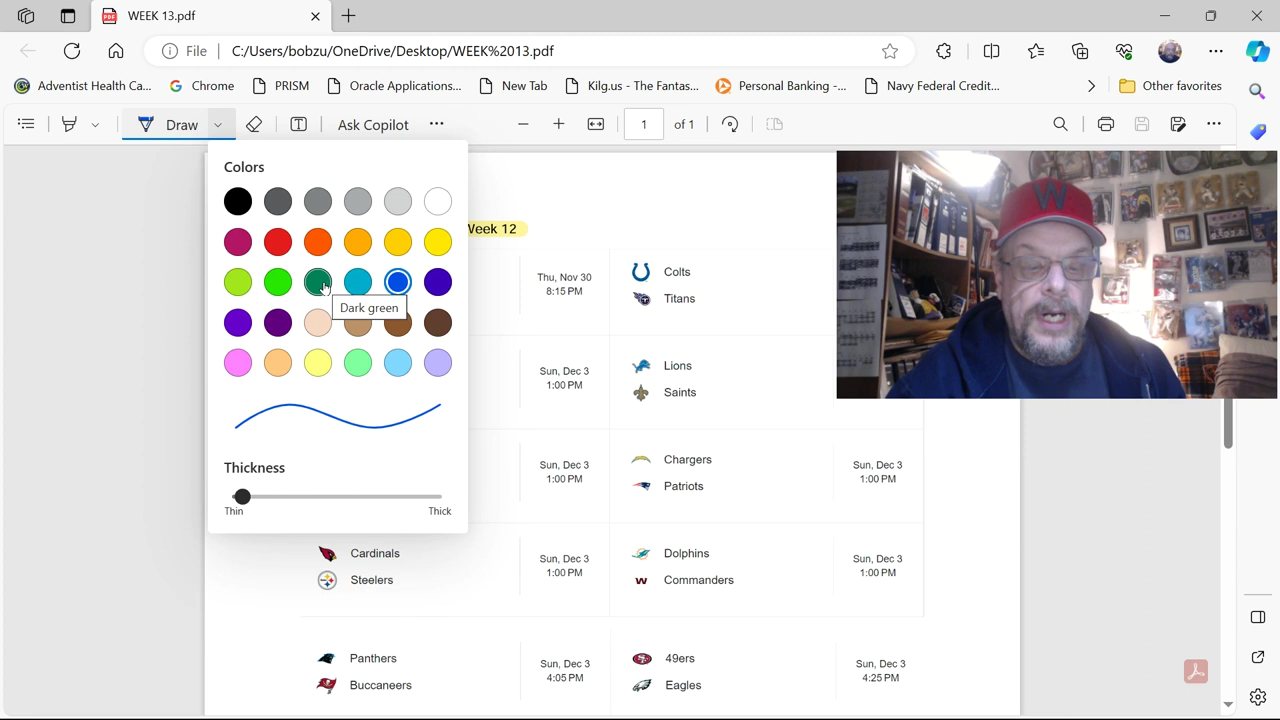 WEEK 13.pdf
File C:/Users/bobzu/OneDrive/Desktop/WEEK%2013.pdf
Adventist Health Ca... Chrome PRISM Oracle Applications... New Tab Kilg.us - The Fantas... Personal Banking -... Navy Federal Credit... Other favorites
Draw Ask Copilot 1 of 1
Colors
Week 12
Thu, Nov 30
8:15 PM
Colts
Titans
Dark green
Sun, Dec 3
1:00 PM
Lions
Saints
Thickness
Thin Thick
Sun, Dec 3
1:00 PM
Chargers
Patriots
Sun, Dec 3
1:00 PM
Cardinals
Steelers
Sun, Dec 3
1:00 PM
Dolphins
Commanders
Sun, Dec 3
1:00 PM
Panthers
Buccaneers
Sun, Dec 3
4:05 PM
49ers
Eagles
Sun, Dec 3
4:25 PM
W